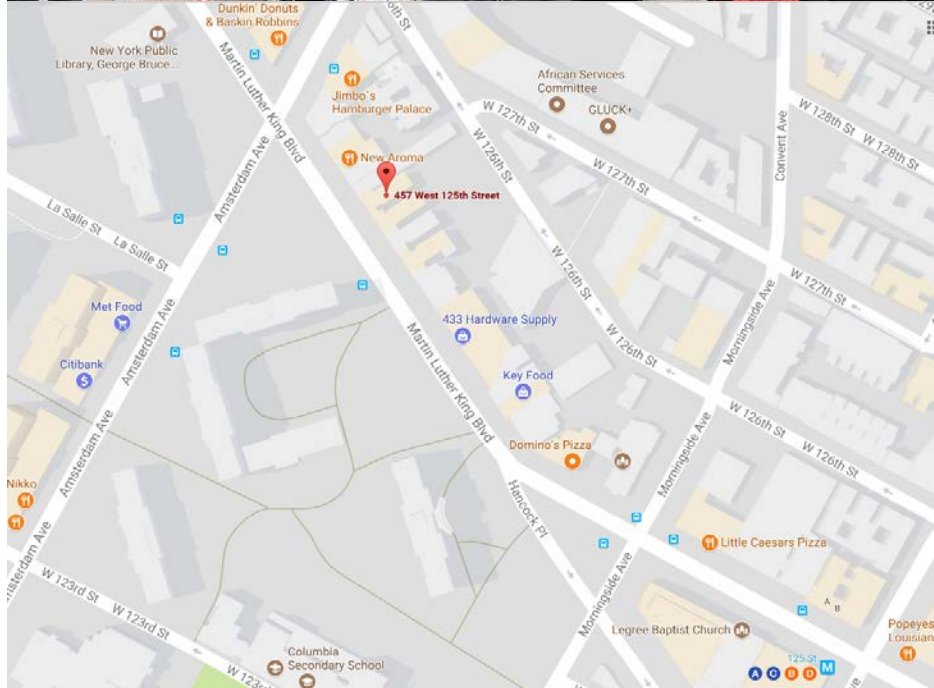 Dunkin' Donuts
& Baskin Robbins
New York Public
Library, George Bruce...
Martin Luther King Blvd
Jimbo's
Hamburger Palace
African Services
Committee
GLUCK+
W 127th St
W 128th St
W 128th St
Convent Ave
New Aroma
457 West 125th Street
W 126th St
W 127th St
Amsterdam Ave
La Salle St
La Salle St
W 126th St
W 127th St
Met Food
Amsterdam Ave
433 Hardware Supply
Morningside Ave
Citibank
Martin Luther King Blvd
Key Food
W 126th St
Amsterdam Ave
Domino's Pizza
W 126th St
W 126th St
Nikko
Hancock Pl
Morningside Ave
Little Caesars Pizza
W 123rd St
W 123rd St
Morningside Ave
A
B
Legree Baptist Church
Popeyes
Louisian
Columbia
Secondary School
W 123rd
125 St
M
A C B D